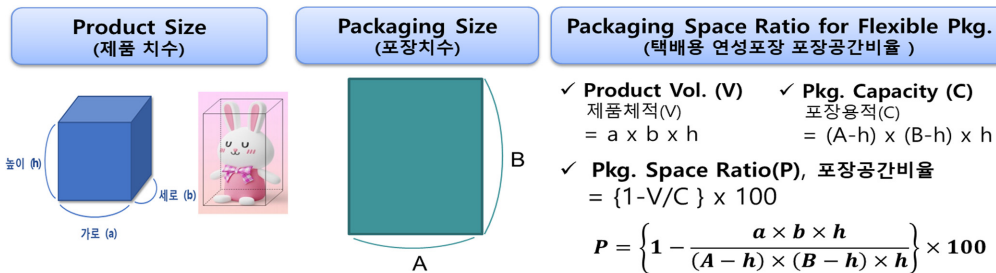 Product Size
(제품 치수)
높이 (h)
세로 (b)
가로 (a)
Packaging Size
(포장치수)
B
A
Packaging Space Ratio for Flexible Pkg.
(택배용 연성포장 포장공간비율 )
✓ Product Vol. (V)
제품체적(V)
= a x b x h
✓ Pkg. Capacity (C)
포장용적(C)
= (A-h) x (B-h) x h
✓ Pkg. Space Ratio(P), 포장공간비율
= {1-V/C } x 100
P = {1 − (a × b × h) / ((A − h) × (B − h) × h)} × 100